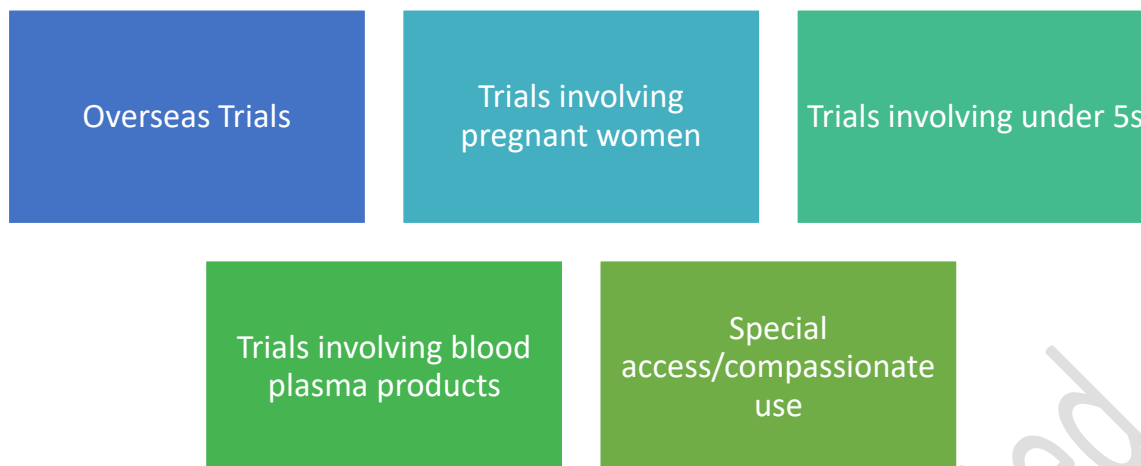 Overseas Trials
Trials involving
pregnant women
Trials involving under 5s
Trials involving blood
plasma products
Special
access/compassionate
use